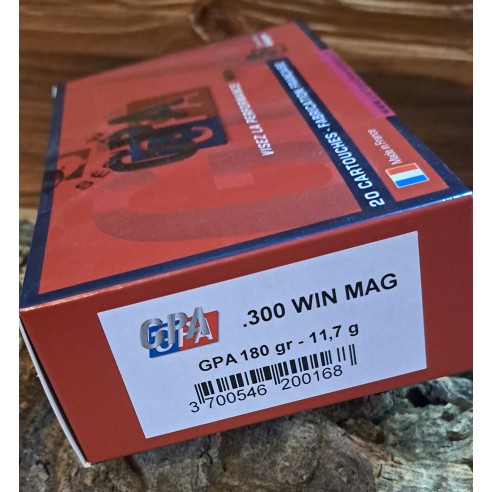 VISEZ LA PERFORMANCE
20 CARTOUCHES - FABRICATION FRANÇAISE
Made in France
GPA
.300 WIN MAG
GPA 180 gr - 11,7 g
3 700546 200168